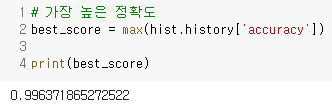 1 # 가장 높은 정확도
2 best_score = max(hist.history['accuracy'])
3
4 print(best_score)
0.996371865272522